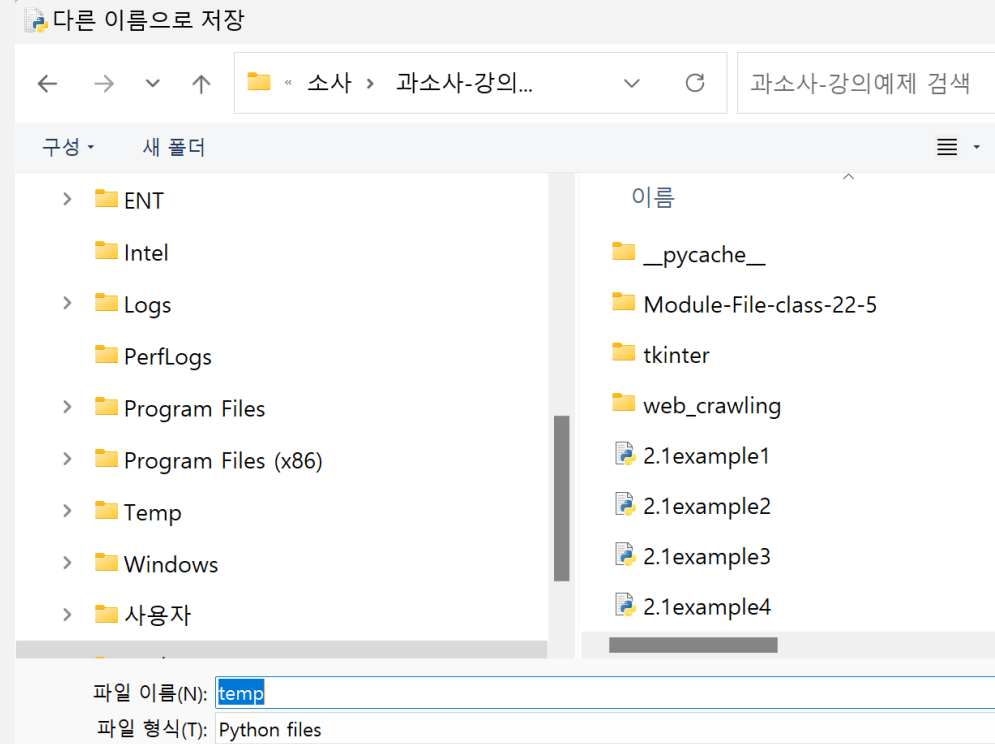 다른 이름으로 저장
« 소사 › 과소사-강의...
과소사-강의예제 검색
구성
새 폴더
ENT
Intel
Logs
PerfLogs
Program Files
Program Files (x86)
Temp
Windows
사용자
이름
__pycache__
Module-File-class-22-5
tkinter
web_crawling
2.1example1
2.1example2
2.1example3
2.1example4
파일 이름(N): temp
파일 형식(T): Python files